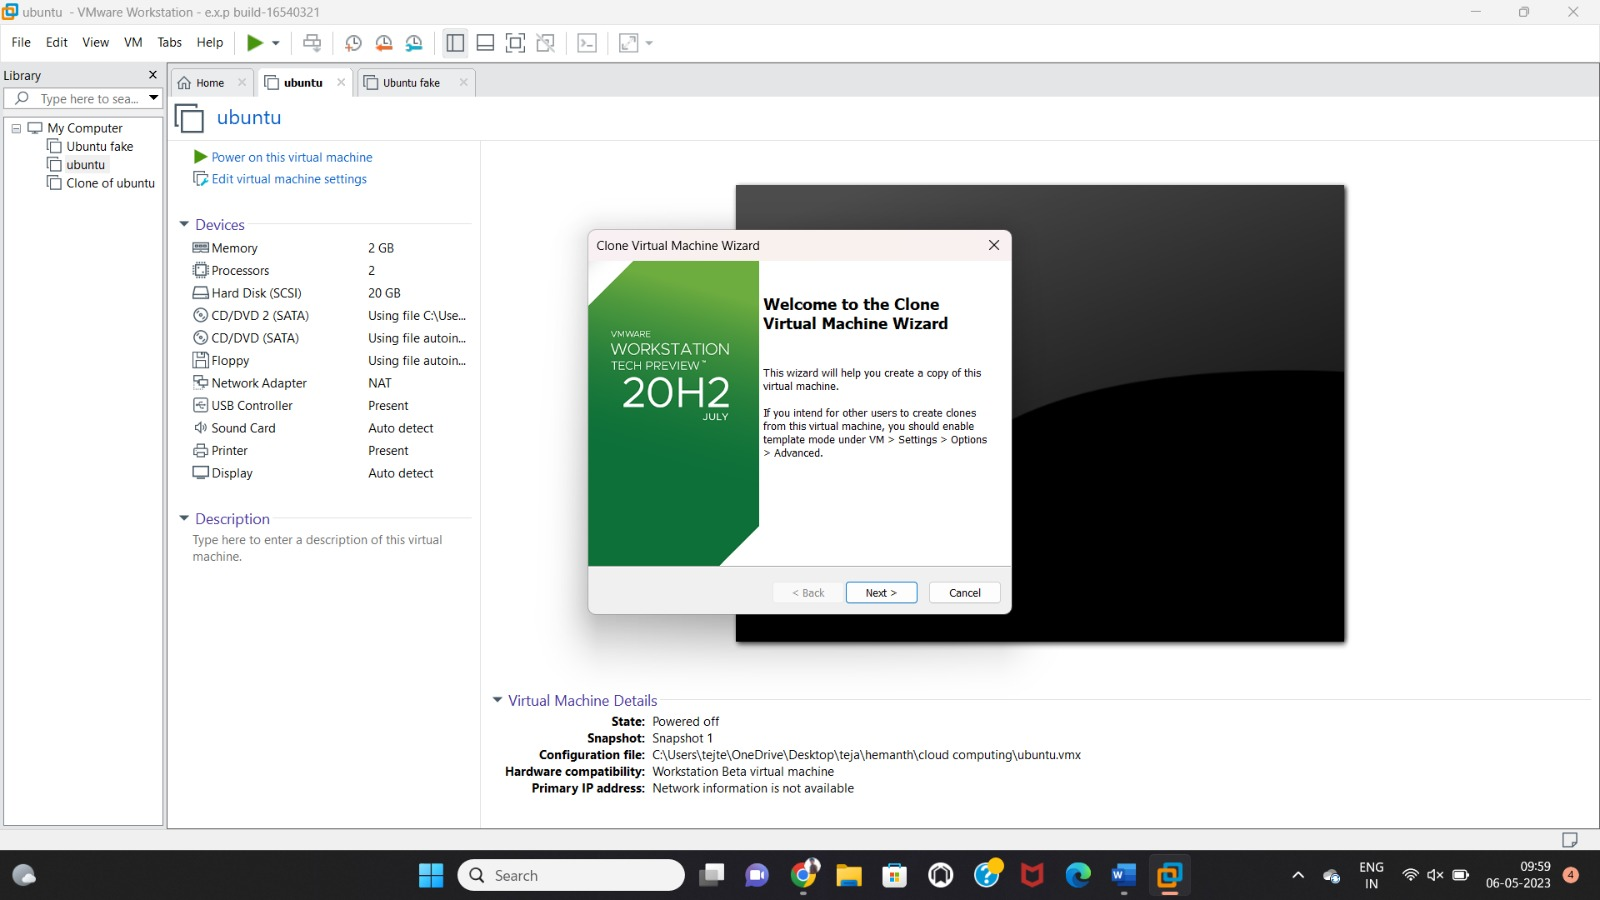 ubuntu - VMware Workstation - e.x.p build-16540321
File Edit View VM Tabs Help
Library
Home
ubuntu
Ubuntu fake
Type here to sea...
ubuntu
My Computer
Ubuntu fake
ubuntu
Clone of ubuntu
Power on this virtual machine
Edit virtual machine settings
Devices
Memory 2 GB
Processors 2
Hard Disk (SCSI) 20 GB
CD/DVD 2 (SATA) Using file C:\Use...
CD/DVD (SATA) Using file autoin...
Floppy Using file autoin...
Network Adapter NAT
USB Controller Present
Sound Card Auto detect
Printer Present
Display Auto detect
Description
Type here to enter a description of this virtual
machine.
Clone Virtual Machine Wizard
VMWARE
WORKSTATION
TECH PREVIEW™
20H2
JULY
Welcome to the Clone
Virtual Machine Wizard
This wizard will help you create a copy of this
virtual machine.
If you intend for other users to create clones
from this virtual machine, you should enable
template mode under VM > Settings > Options
> Advanced.
< Back Next > Cancel
Virtual Machine Details
State: Powered off
Snapshot: Snapshot 1
Configuration file: C:\Users\tejte\OneDrive\Desktop\teja\hemanth\cloud computing\ubuntu.vmx
Hardware compatibility: Workstation Beta virtual machine
Primary IP address: Network information is not available
Search
ENG
IN
09:59
06-05-2023
4